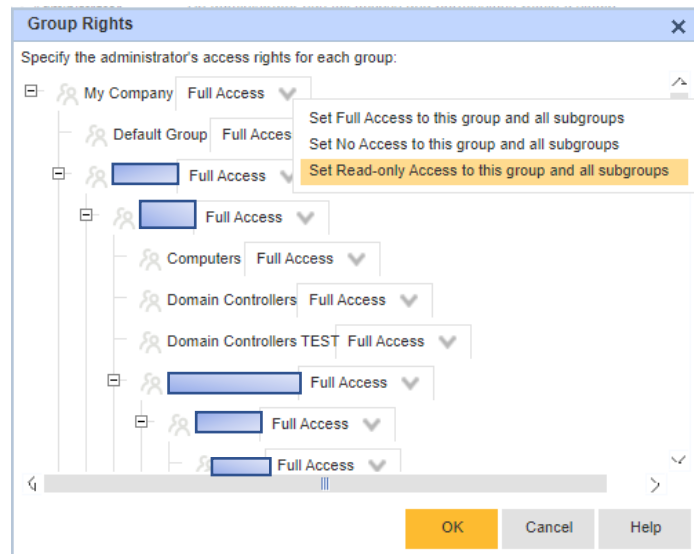 Group Rights
Specify the administrator's access rights for each group:
My Company Full Access
Set Full Access to this group and all subgroups
Default Group Full Acces
Set No Access to this group and all subgroups
Full Access
Set Read-only Access to this group and all subgroups
Full Access
Computers Full Access
Domain Controllers Full Access
Domain Controllers TEST Full Access
Full Access
Full Access
Full Access
OK Cancel Help